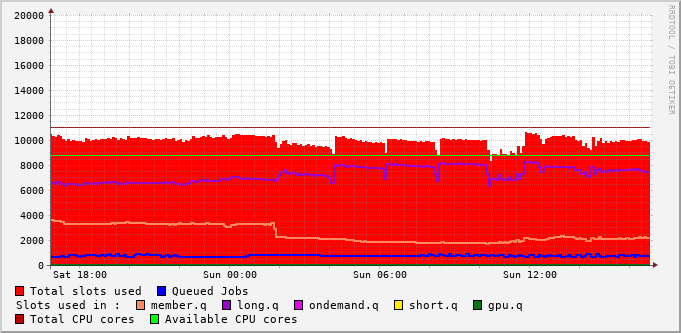 20000
18000
16000
14000
12000
10000
8000
6000
4000
2000
0
Sat 18:00 Sun 00:00 Sun 06:00 Sun 12:00
RRDTOOL / TOBI OETIKER
Total slots used Queued Jobs
Slots used in : member.q long.q ondemand.q short.q gpu.q
Total CPU cores Available CPU cores